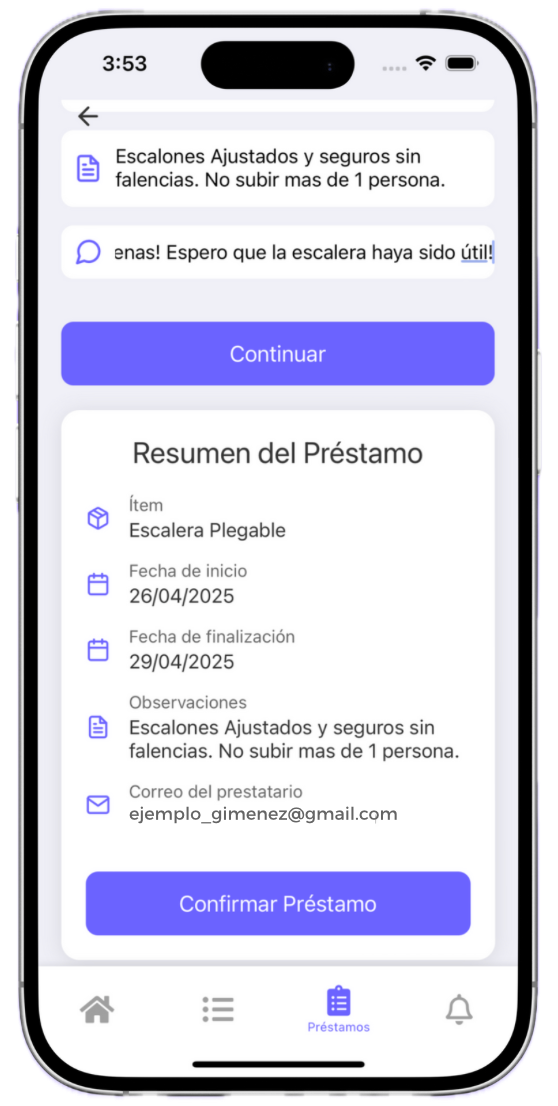 3:53
Escalones Ajustados y seguros sin
falencias. No subir mas de 1 persona.
enas! Espero que la escalera haya sido útil!
Continuar
Resumen del Préstamo
Ítem
Escalera Plegable
Fecha de inicio
26/04/2025
Fecha de finalización
29/04/2025
Observaciones
Escalones Ajustados y seguros sin
falencias. No subir mas de 1 persona.
Correo del prestatario
ejemplo_gimenez@gmail.com
Confirmar Préstamo
Préstamos